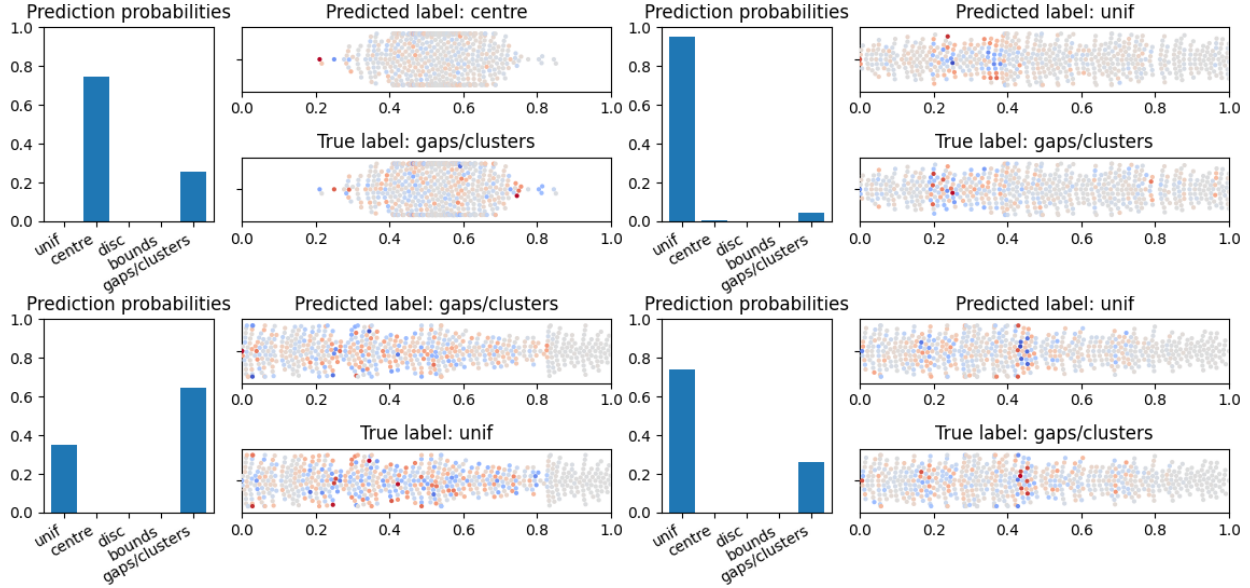 Prediction probabilities
1.0
0.8
0.6
0.4
0.2
0.0
unif
centre
disc
bounds
gaps/clusters
Predicted label: centre
0.0 0.2 0.4 0.6 0.8 1.0
True label: gaps/clusters
0.0 0.2 0.4 0.6 0.8 1.0
Prediction probabilities
1.0
0.8
0.6
0.4
0.2
0.0
unif
centre
disc
bounds
gaps/clusters
Predicted label: unif
0.0 0.2 0.4 0.6 0.8 1.0
True label: gaps/clusters
0.0 0.2 0.4 0.6 0.8 1.0
Prediction probabilities
1.0
0.8
0.6
0.4
0.2
0.0
unif
centre
disc
bounds
gaps/clusters
Predicted label: gaps/clusters
0.0 0.2 0.4 0.6 0.8 1.0
True label: unif
0.0 0.2 0.4 0.6 0.8 1.0
Prediction probabilities
1.0
0.8
0.6
0.4
0.2
0.0
unif
centre
disc
bounds
gaps/clusters
Predicted label: unif
0.0 0.2 0.4 0.6 0.8 1.0
True label: gaps/clusters
0.0 0.2 0.4 0.6 0.8 1.0